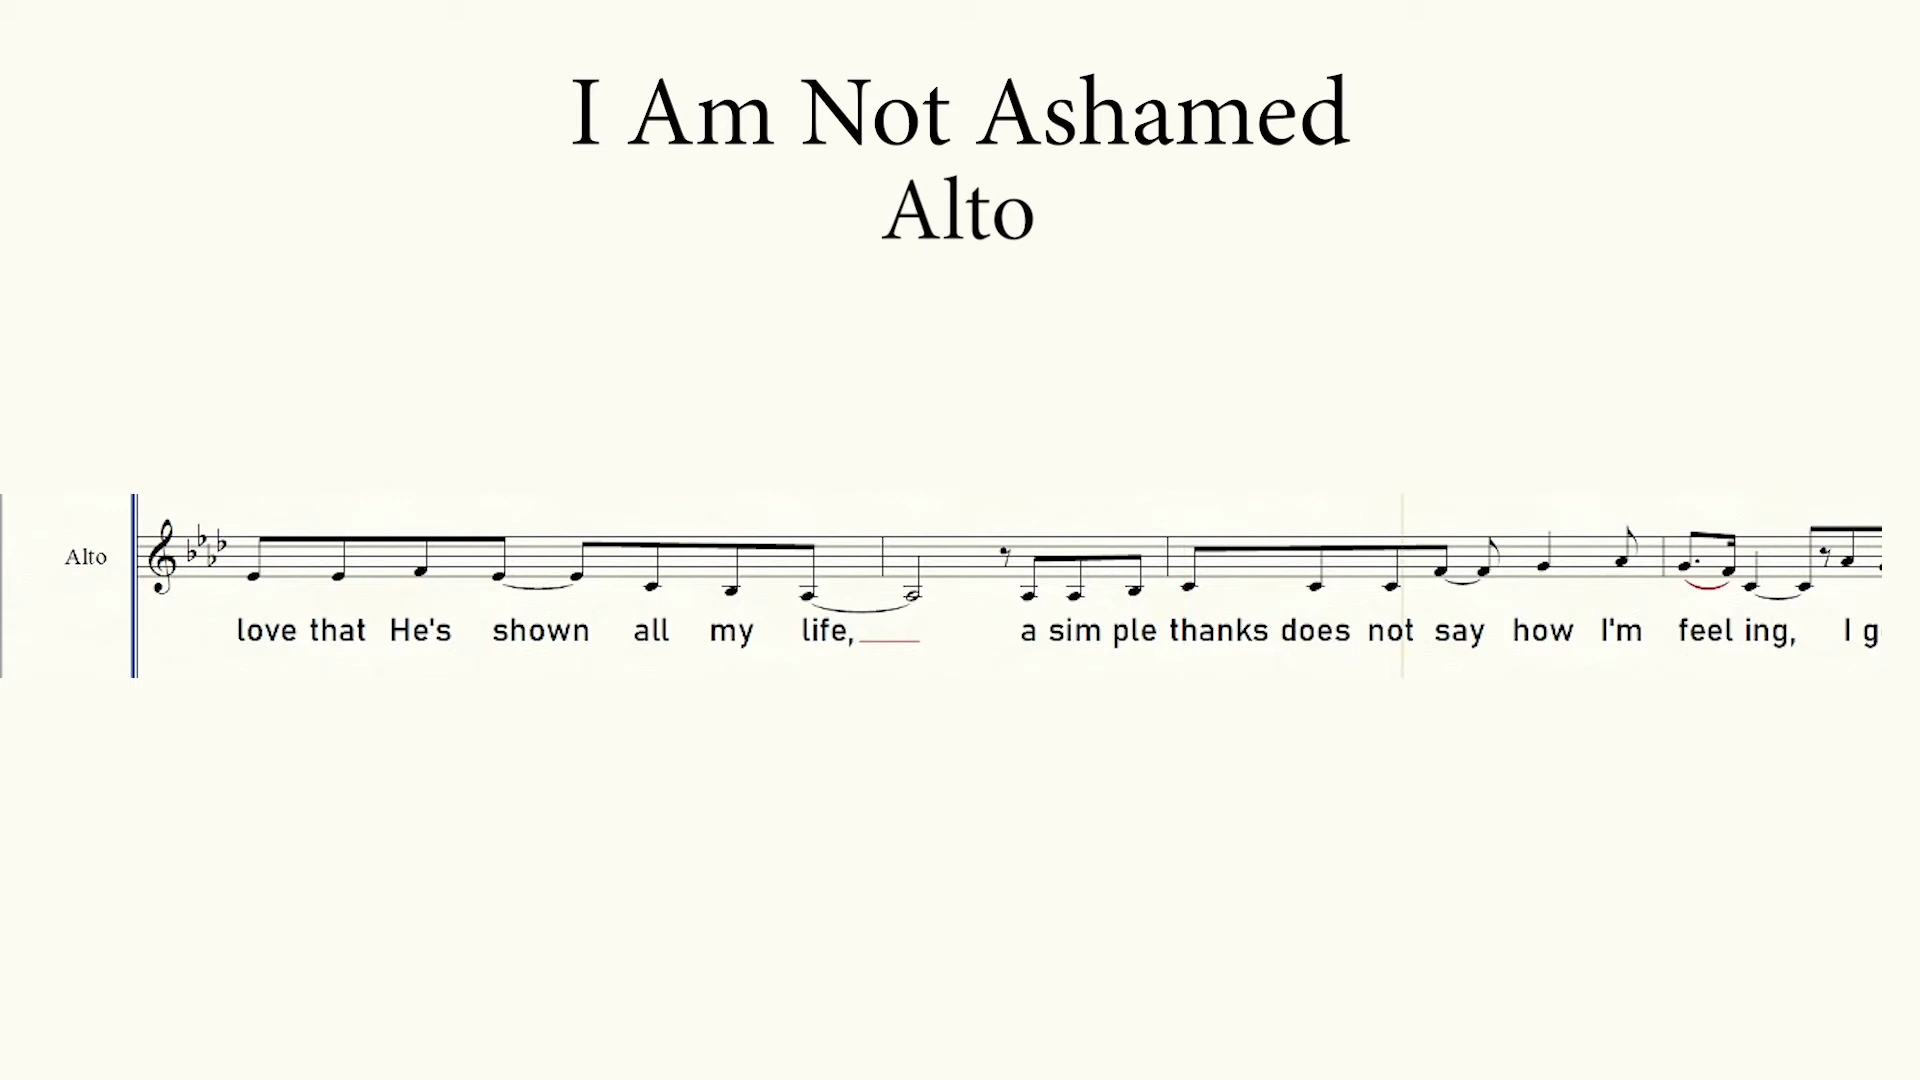 I Am Not Ashamed
Alto
Alto
love that He's shown all my life, a sim ple thanks does not say how I'm feel ing, I g